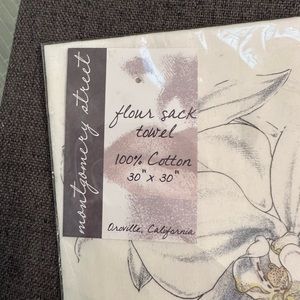 montgomery street
flour sack
towel
100% Cotton
30" x 30"
Oroville, California